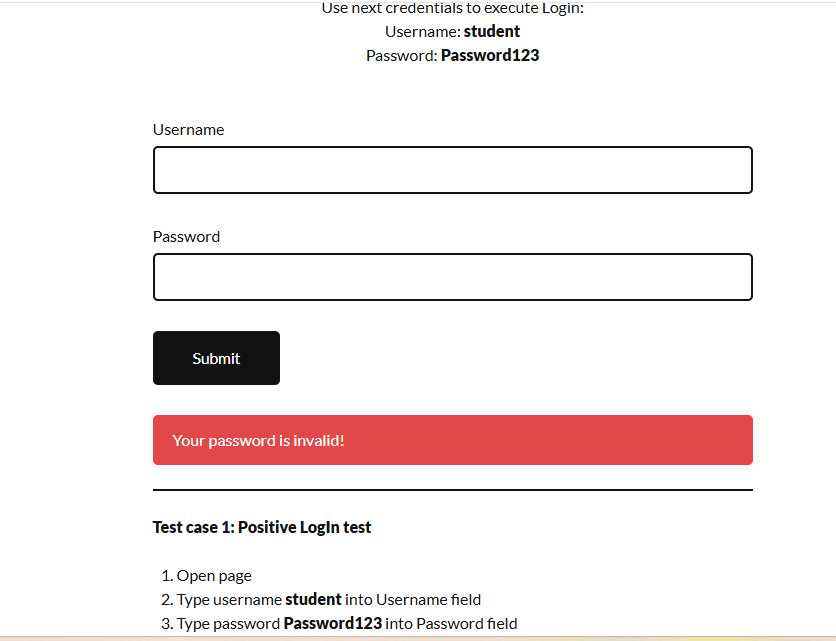 Use next credentials to execute Login:
Username: student
Password: Password123
Username
Password
Submit
Your password is invalid!
Test case 1: Positive LogIn test
1. Open page
2. Type username student into Username field
3. Type password Password123 into Password field